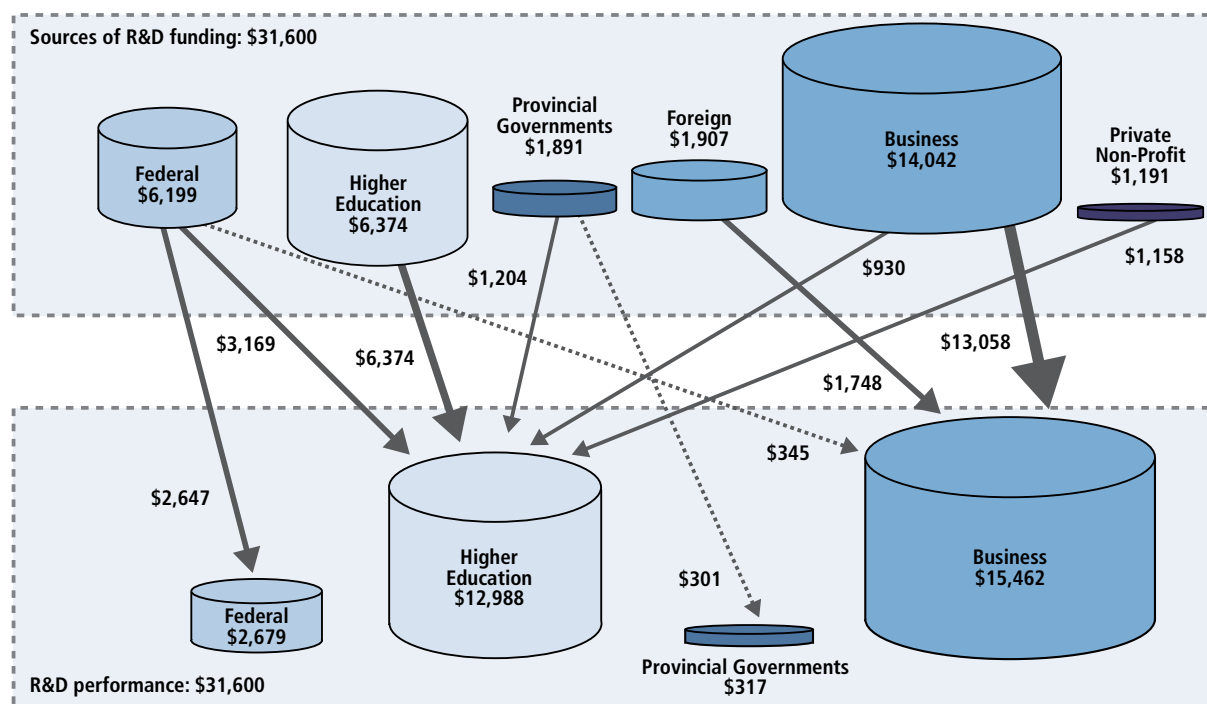 Sources of R&D funding: $31,600
Federal
$6,199
Higher
Education
$6,374
Provincial
Governments
$1,891
Foreign
$1,907
Business
$14,042
Private
Non-Profit
$1,191
$1,204
$930
$1,158
$3,169
$6,374
$13,058
$1,748
$345
$2,647
$301
Federal
$2,679
Higher
Education
$12,988
Business
$15,462
Provincial Governments
$317
R&D performance: $31,600